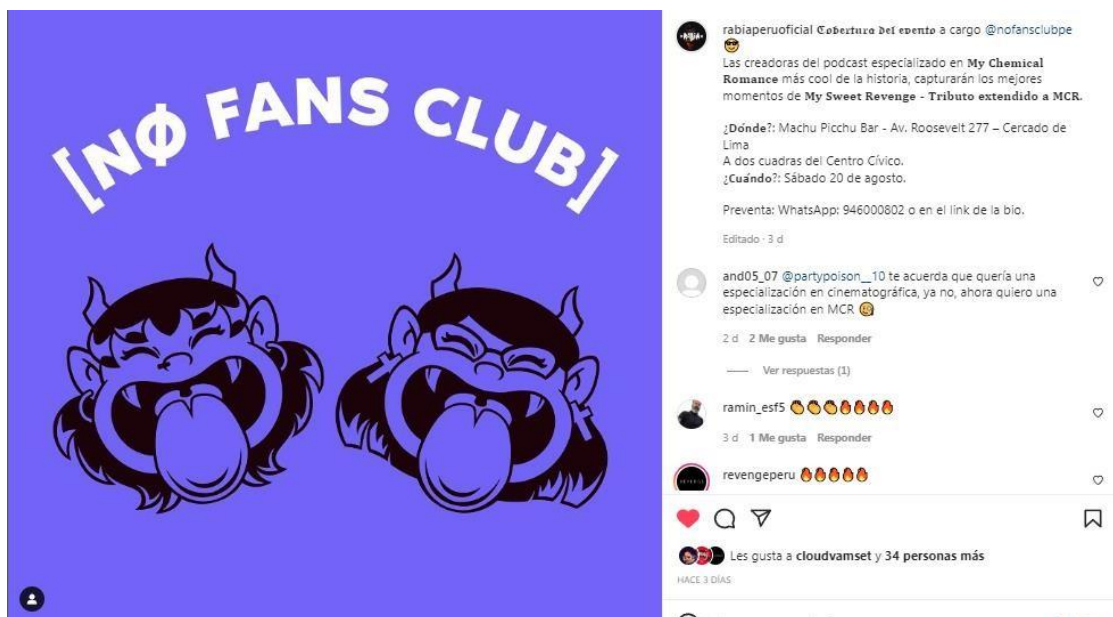 [NØ FANS CLUB]
rabiaperuoficial Cobertura del evento a cargo @nofansclubpe
😎
Las creadoras del podcast especializado en My Chemical
Romance más cool de la historia, capturarán los mejores
momentos de My Sweet Revenge - Tributo extendido a MCR.
¿Dónde?: Machu Picchu Bar - Av. Roosevelt 277 – Cercado de
Lima
A dos cuadras del Centro Cívico.
¿Cuándo?: Sábado 20 de agosto.
Preventa: WhatsApp: 946000802 o en el link de la bio.
Editado · 3 d
and05_07 @partypoison__10 te acuerda que quería una
especialización en cinematográfica, ya no, ahora quiero una
especialización en MCR
2 d 2 Me gusta Responder
Ver respuestas (1)
ramin_esf5 👏👏👏🔥🔥🔥🔥
3 d 1 Me gusta Responder
revengeperu 🔥🔥🔥🔥🔥
Les gusta a cloudvamset y 34 personas más
HACE 3 DÍAS